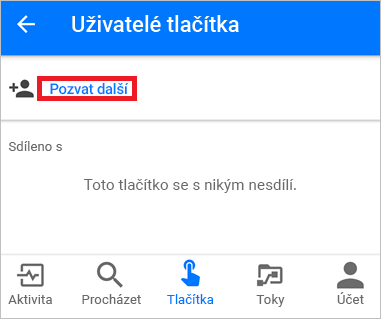 Uživatelé tlačítka
Pozvat další
Sdíleno s
Toto tlačítko se s nikým nesdílí.
Aktivita Procházet Tlačítka Toky Účet